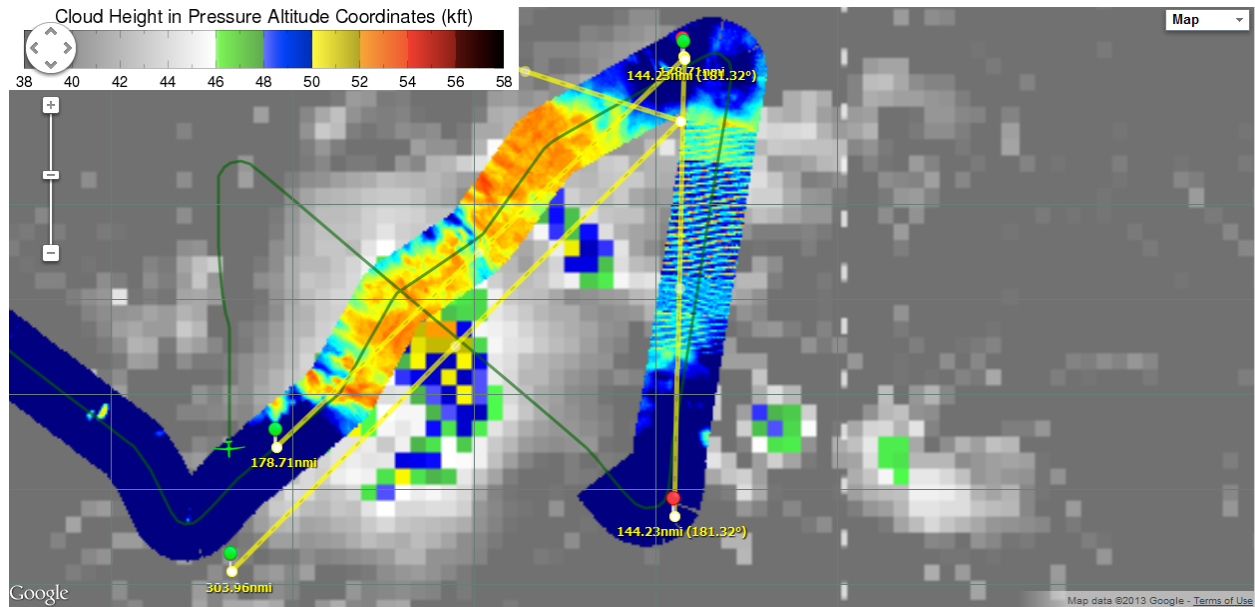 Cloud Height in Pressure Altitude Coordinates (kft)
38 40 42 44 46 48 50 52 54 56 58
Map
178.71nmi
144.23nmi (181.32°)
178.71nmi
144.23nmi (181.32°)
303.96nmi
Google
Map data ©2013 Google - Terms of Use